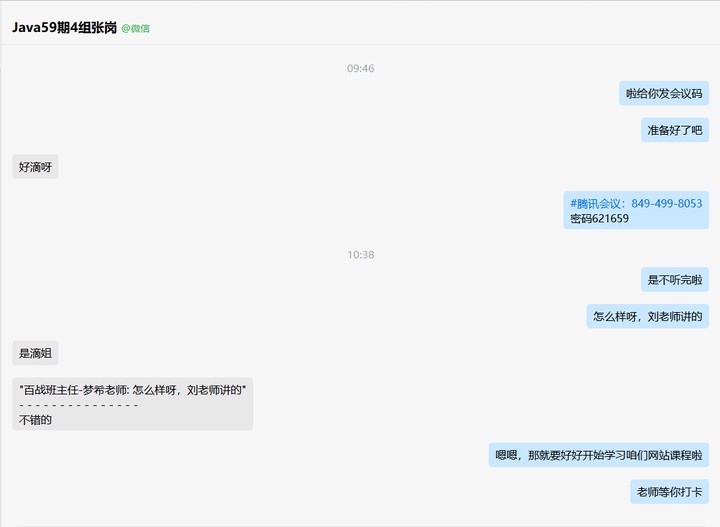 Java59期4组张岗 @微信
09:46
啦给你发会议码
准备好了吧
好滴呀
#腾讯会议：849-499-8053
密码621659
10:38
是不听完啦
怎么样呀，刘老师讲的
是滴姐
"百战班主任-梦希老师: 怎么样呀，刘老师讲的"
- - - - - - - - - - - - - - -
不错的
嗯嗯，那就要好好开始学习咱们网站课程啦
老师等你打卡